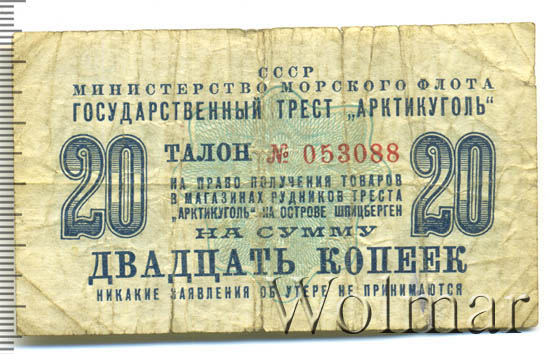 СССР
МИНИСТЕРСТВО МОРСКОГО ФЛОТА
ГОСУДАРСТВЕННЫЙ ТРЕСТ „АРКТИКУГОЛЬ"
20 ТАЛОН № 053088 20
НА ПРАВО ПОЛУЧЕНИЯ ТОВАРОВ
В МАГАЗИНАХ РУДНИКОВ ТРЕСТА
„АРКТИКУГОЛЬ" НА ОСТРОВЕ ШПИЦБЕРГЕН
НА СУММУ
ДВАДЦАТЬ КОПЕЕК
НИКАКИЕ ЗАЯВЛЕНИЯ ОБ УТЕРЕ НЕ ПРИНИМАЮТСЯ
Wolmar